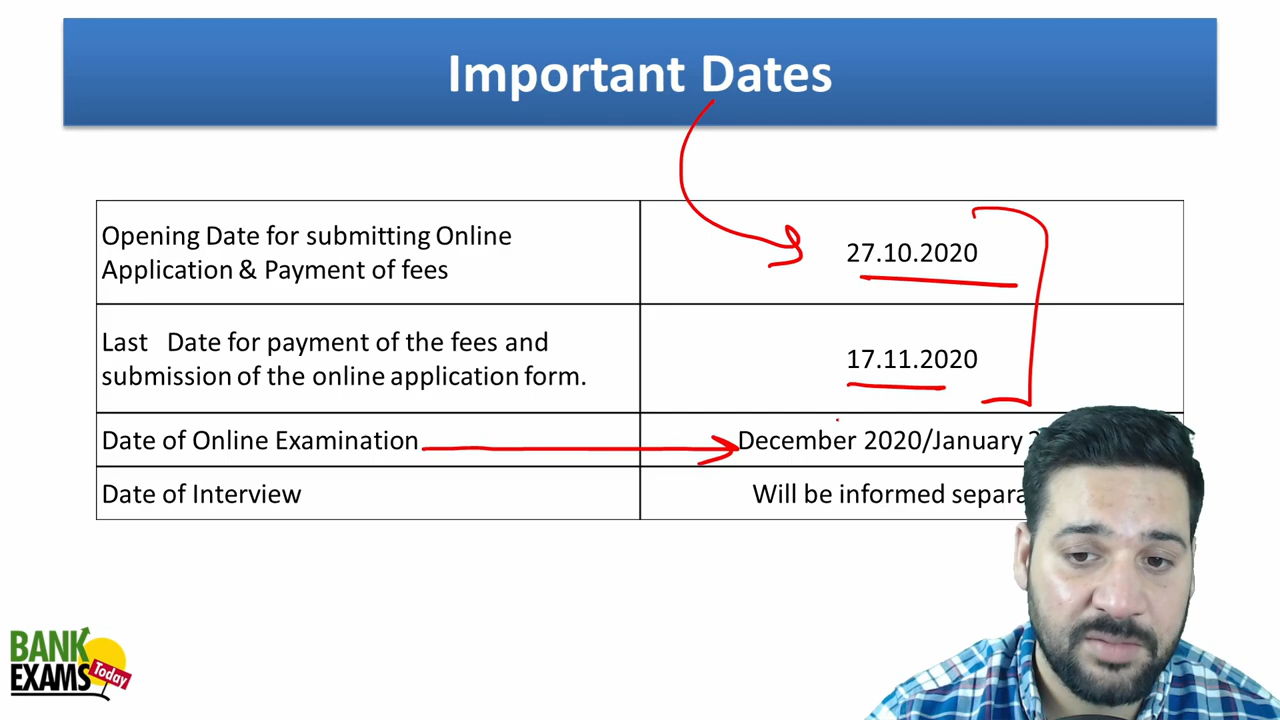 Important Dates
Opening Date for submitting Online
Application & Payment of fees
27.10.2020
Last Date for payment of the fees and
submission of the online application form.
17.11.2020
Date of Online Examination
December 2020/January
Date of Interview
Will be informed
BANK
EXAMS
Today